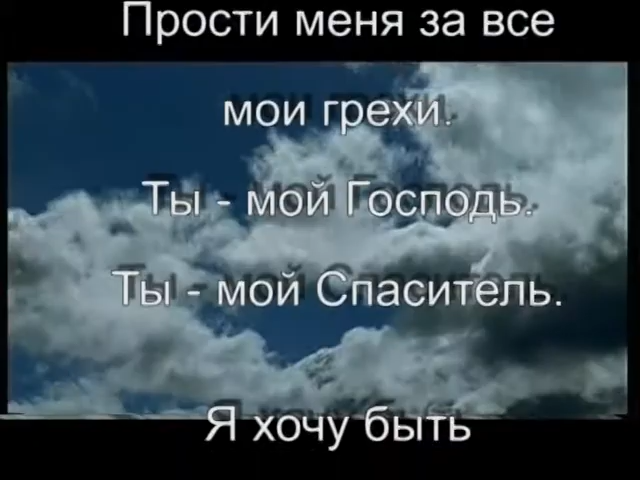 Прости меня за все
мои грехи.
Ты - мой Господь.
Ты - мой Спаситель.
Я хочу быть